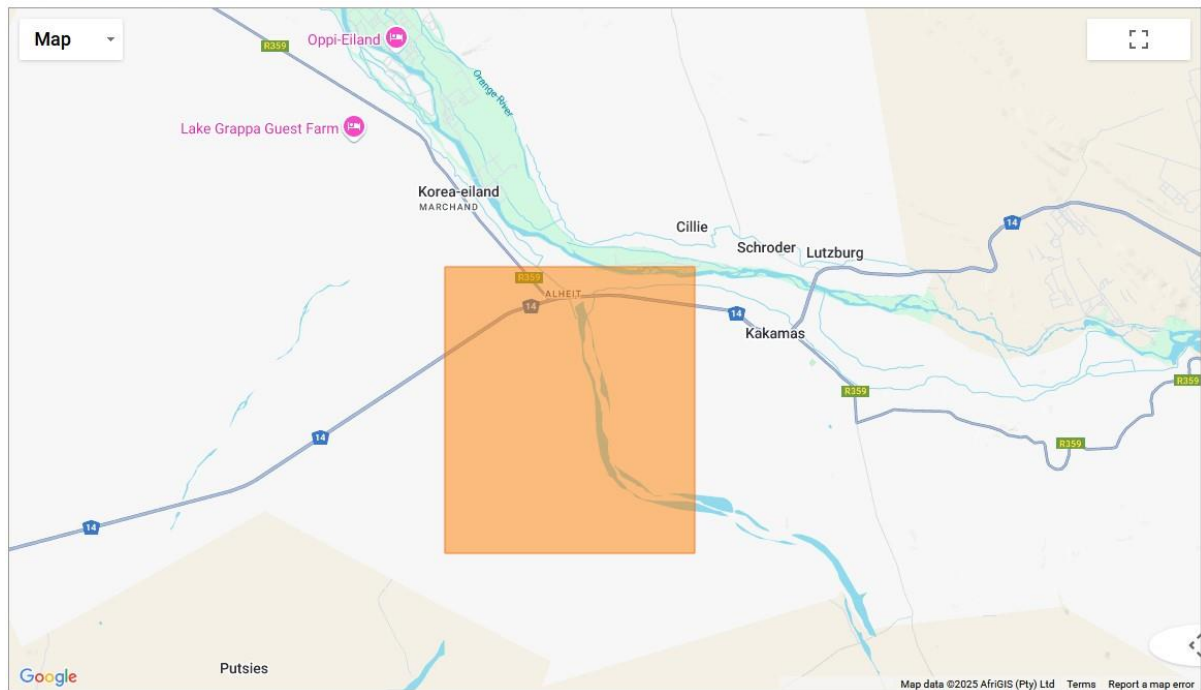 Map
R359
Oppi-Eiland
Orange River
Lake Grappa Guest Farm
Korea-eiland
MARCHAND
Cillie
Schroder
Lutzburg
14
R359
ALHEIT
14
14
Kakamas
R359
R359
14
R359
14
Putsies
Google
Map data ©2025 AfriGIS (Pty) Ltd
Terms
Report a map error